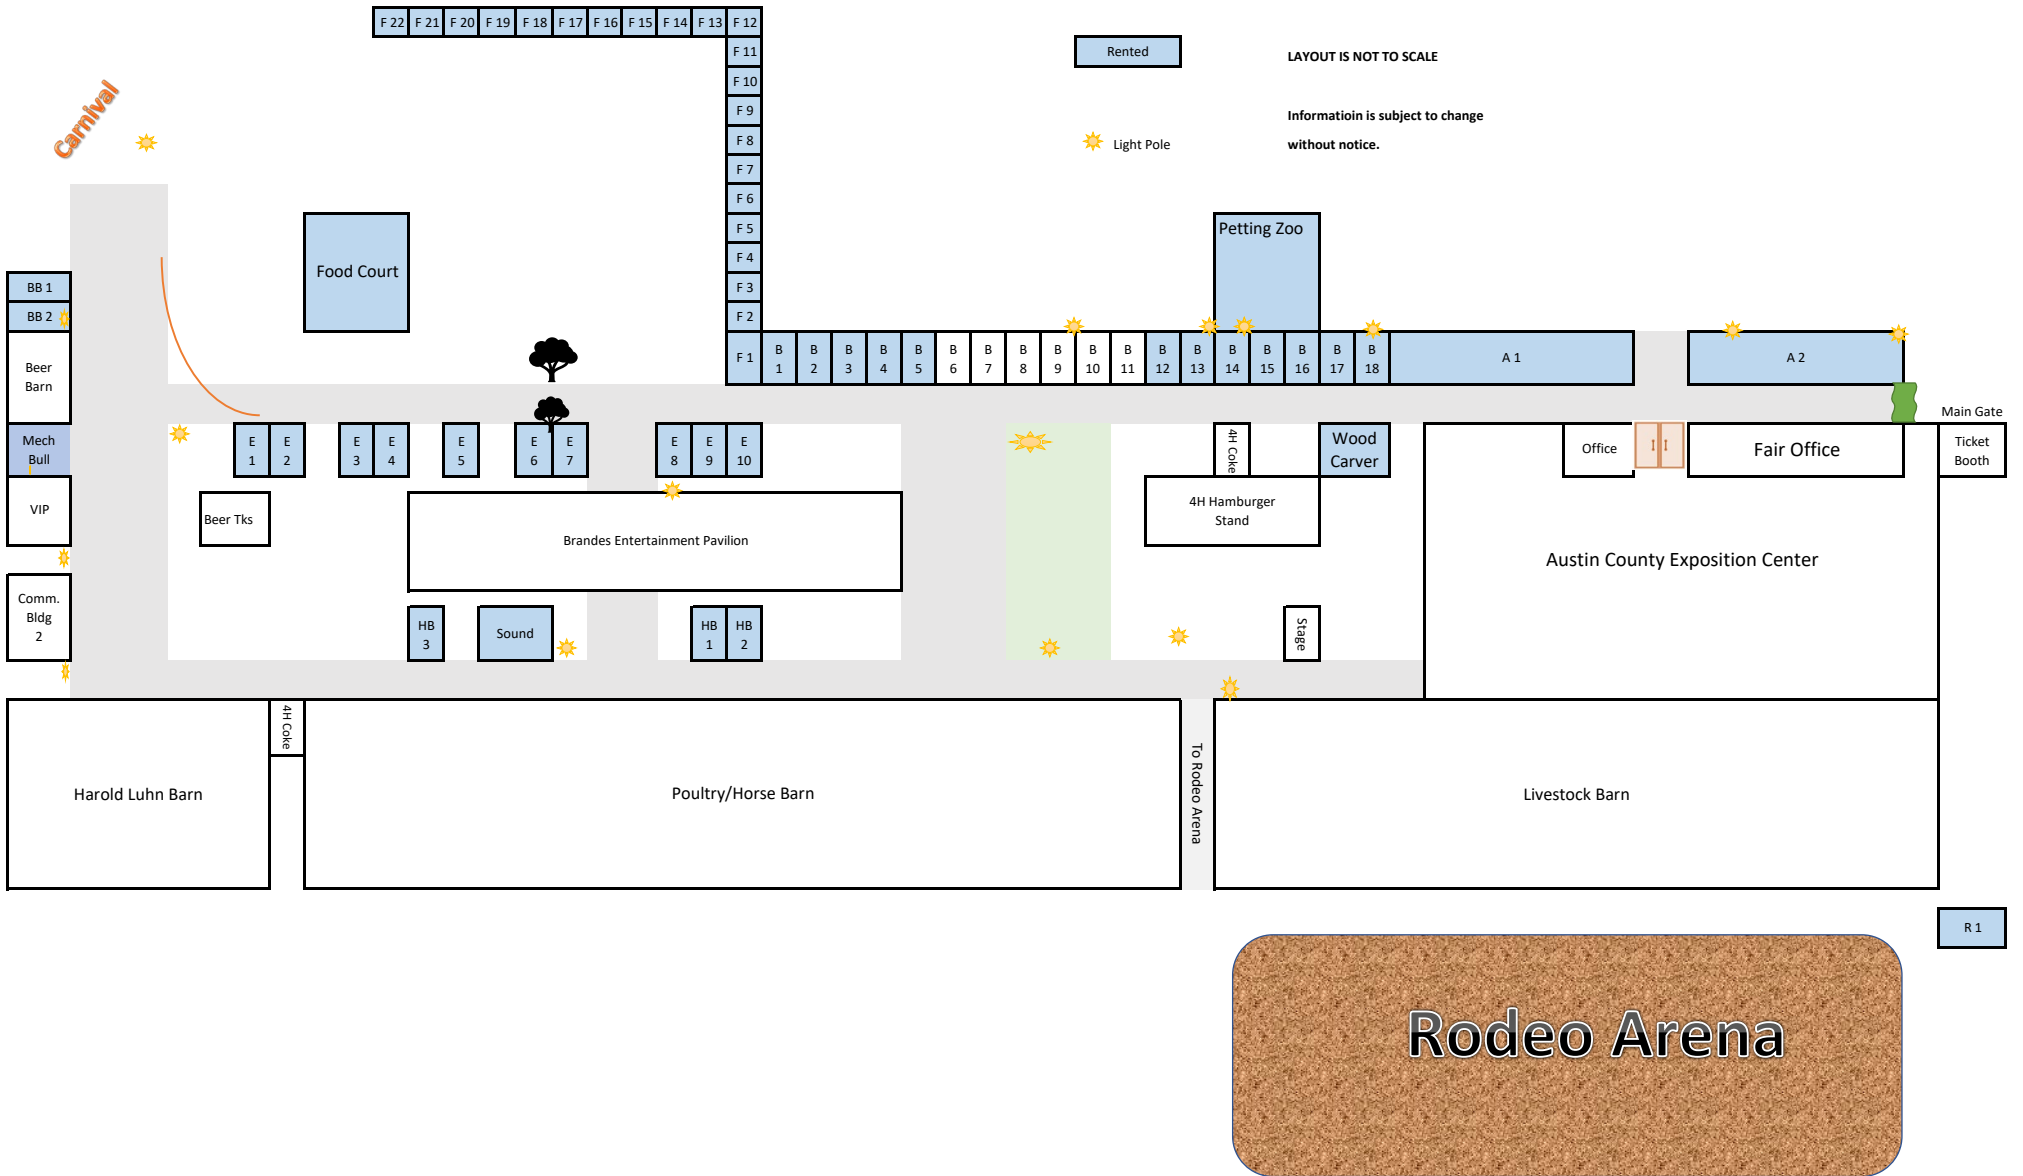 F 22 F 21 F 20 F 19 F 18 F 17 F 16 F 15 F 14 F 13 F 12
F 11
Rented
LAYOUT IS NOT TO SCALE
F 10
Carnival
F 9
Informatioin is subject to change
F 8
Light Pole
without notice.
F 7
F 6
F 5
Petting Zoo
F 4
Food Court
F 3
BB 1
F 2
BB 2
F 1
B 1
B 2
B 3
B 4
B 5
B 6
B 7
B 8
B 9
B 10
B 11
B 12
B 13
B 14
B 15
B 16
B 17
B 18
A 1
A 2
Beer
Barn
Main Gate
Mech
Bull
E 1
E 2
E 3
E 4
E 5
E 6
E 7
E 8
E 9
E 10
4H Coke
Wood
Carver
Office
Fair Office
Ticket
Booth
VIP
Beer Tks
4H Hamburger
Stand
Brandes Entertainment Pavilion
Austin County Exposition Center
Comm.
Bldg
2
HB
3
Sound
HB
1
HB
2
Stage
4H Coke
Harold Luhn Barn
Poultry/Horse Barn
To Rodeo Arena
Livestock Barn
R 1
Rodeo Arena